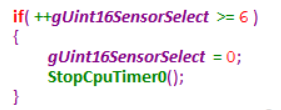 if( ++gUint16SensorSelect >= 6 )
{
gUint16SensorSelect = 0;
StopCpuTimer0();
}